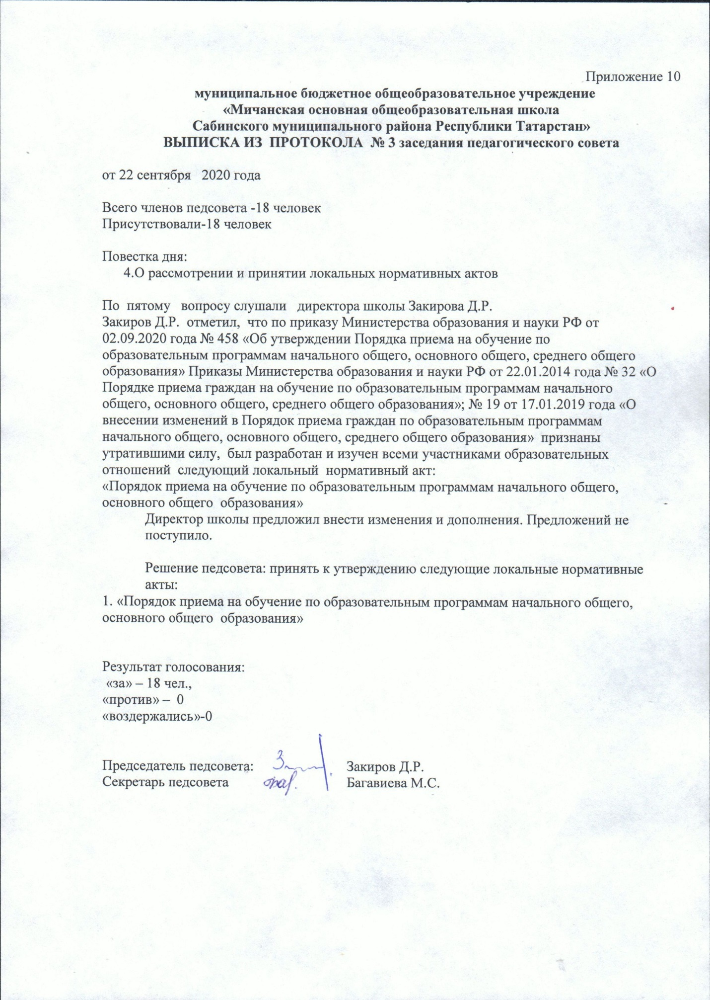 Приложение 10
муниципальное бюджетное общеобразовательное учреждение
«Мичанская основная общеобразовательная школа
Сабинского муниципального района Республики Татарстан»
ВЫПИСКА ИЗ ПРОТОКОЛА № 3 заседания педагогического совета
от 22 сентября 2020 года
Всего членов педсовета -18 человек
Присутствовали-18 человек
Повестка дня:
4.О рассмотрении и принятии локальных нормативных актов
По пятому вопросу слушали директора школы Закирова Д.Р.
Закиров Д.Р. отметил, что по приказу Министерства образования и науки РФ от
02.09.2020 года № 458 «Об утверждении Порядка приема на обучение по
образовательным программам начального общего, основного общего, среднего общего
образования» Приказы Министерства образования и науки РФ от 22.01.2014 года № 32 «О
Порядке приема граждан на обучение по образовательным программам начального
общего, основного общего, среднего общего образования»; № 19 от 17.01.2019 года «О
внесении изменений в Порядок приема граждан по образовательным программам
начального общего, основного общего, среднего общего образования» признаны
утратившими силу, был разработан и изучен всеми участниками образовательных
отношений следующий локальный нормативный акт:
«Порядок приема на обучение по образовательным программам начального общего,
основного общего образования»
Директор школы предложил внести изменения и дополнения. Предложений не
поступило.
Решение педсовета: принять к утверждению следующие локальные нормативные
акты:
1. «Порядок приема на обучение по образовательным программам начального общего,
основного общего образования»
Результат голосования:
«за» – 18 чел.,
«против» – 0
«воздержались»-0
Председатель педсовета: Закиров Д.Р.
Секретарь педсовета Багавиева М.С.